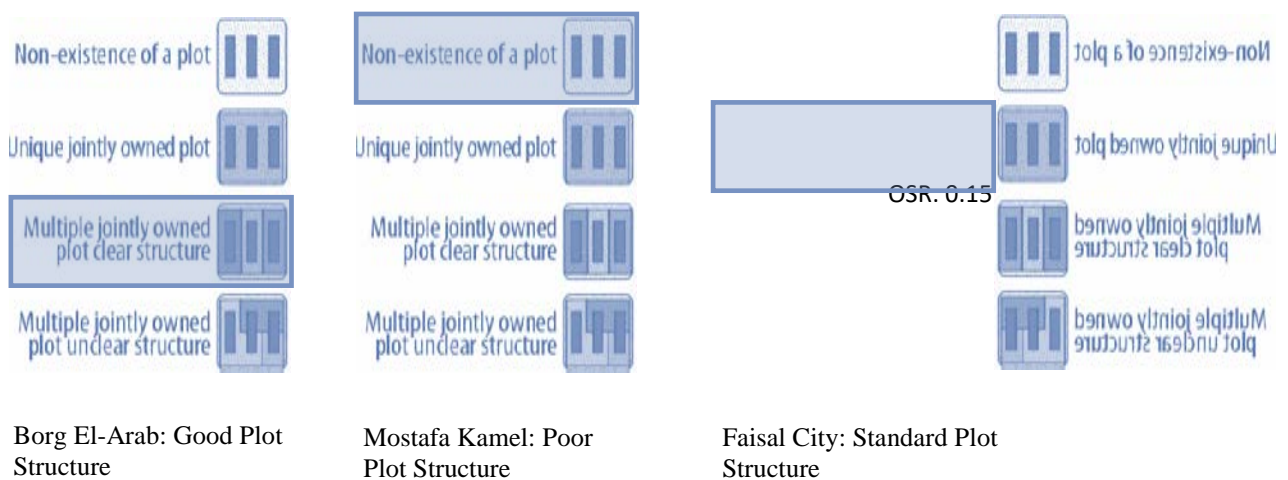 Non-existence of a plot
Unique jointly owned plot
Multiple jointly owned
plot clear structure
Multiple jointly owned
plot unclear structure
Borg El-Arab: Good Plot
Structure
Non-existence of a plot
Unique jointly owned plot
Multiple jointly owned
plot clear structure
Multiple jointly owned
plot unclear structure
Mostafa Kamel: Poor
Plot Structure
Non-existence of a plot
Unique jointly owned plot
OSR: 0.15
Multiple jointly owned
plot clear structure
Multiple jointly owned
plot unclear structure
Faisal City: Standard Plot
Structure